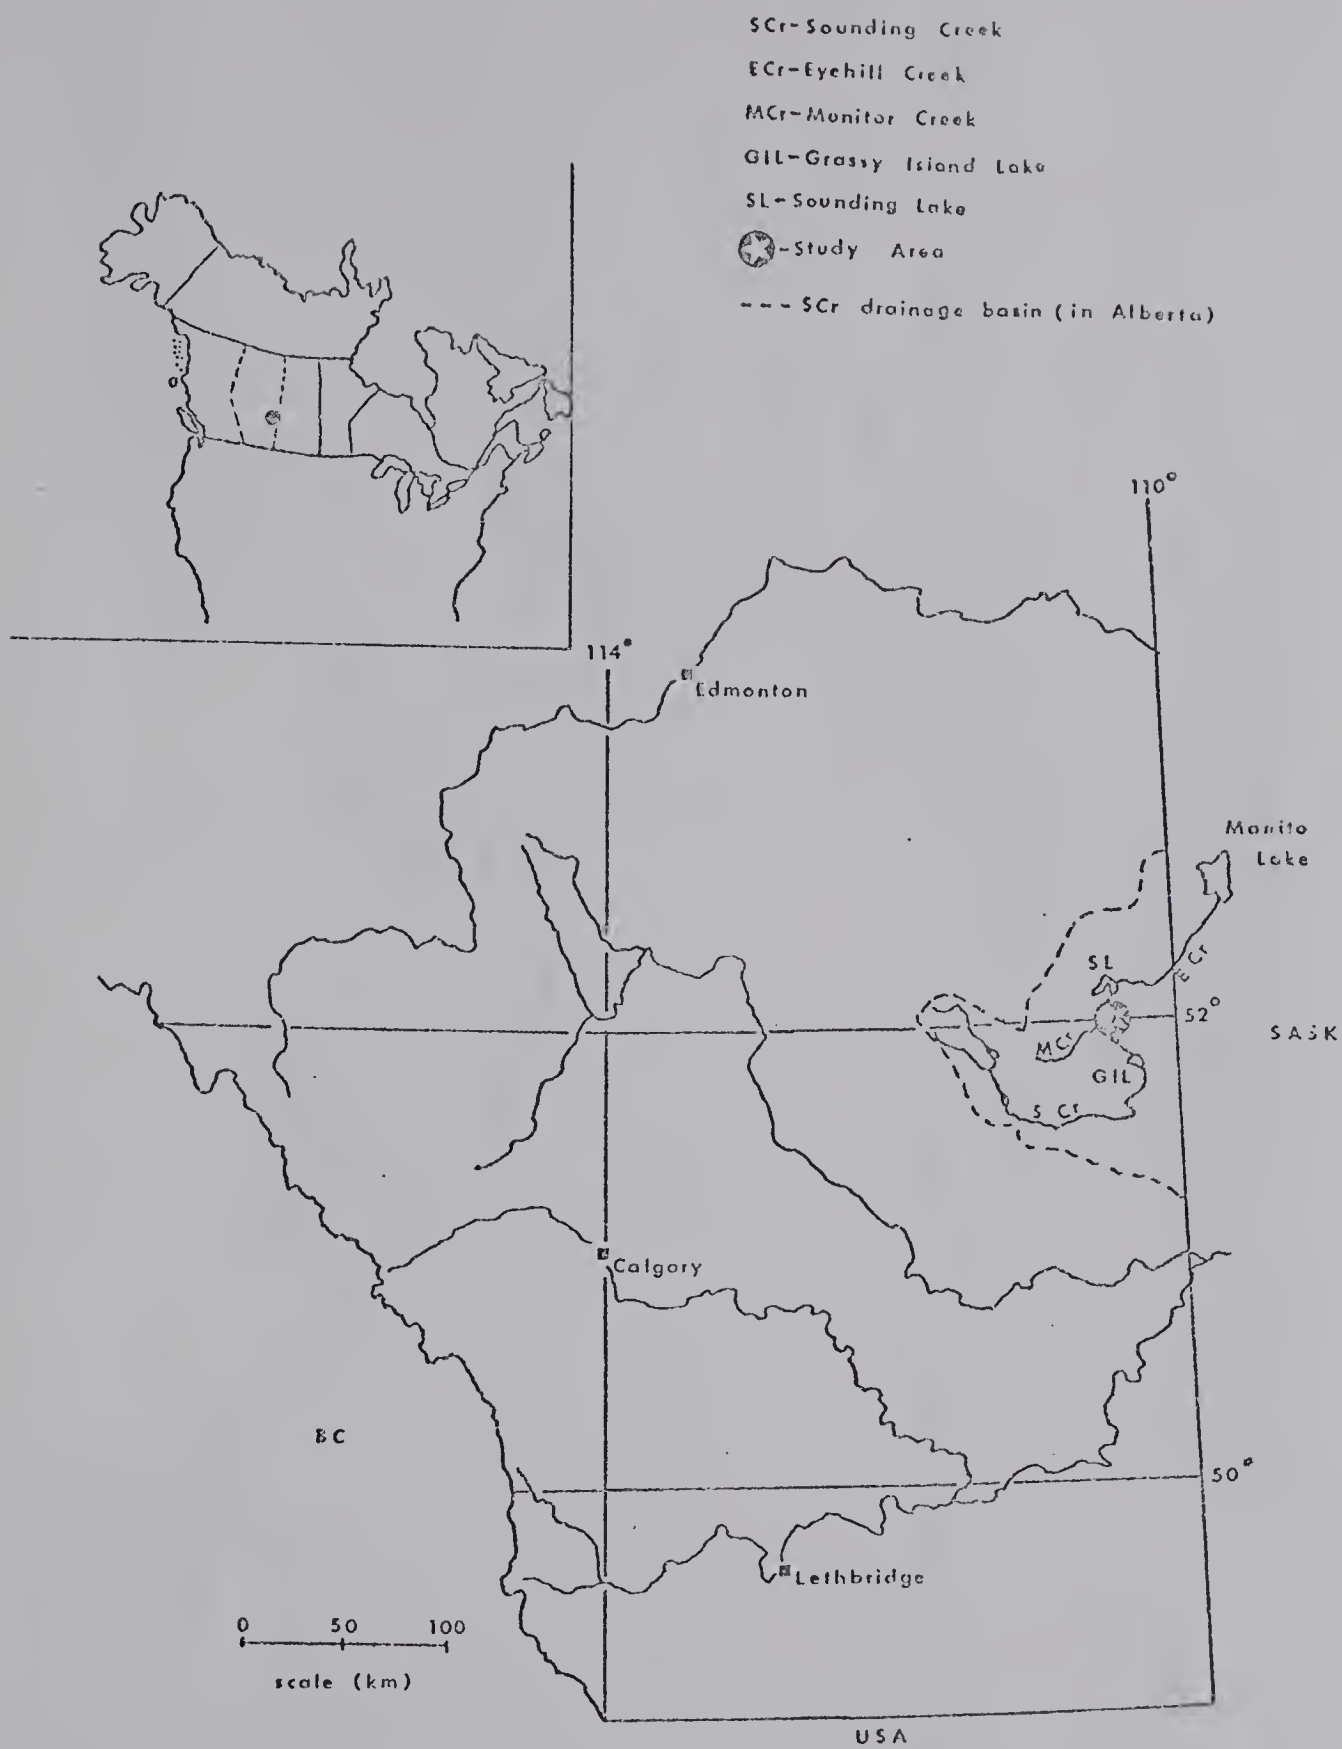 SCr-Sounding Creek
ECr-Eyehill Creek
MCr-Monitor Creek
GIL-Grassy Island Lake
SL-Sounding Lake
-Study Area
--- SCr drainage basin (in Alberta)
110°
114°
Edmonton
Manito
Lake
SL
E Cr
52°
SASK
MCr
GIL
S Cr
Calgory
BC
50°
Lethbridge
0 50 100
scale (km)
USA